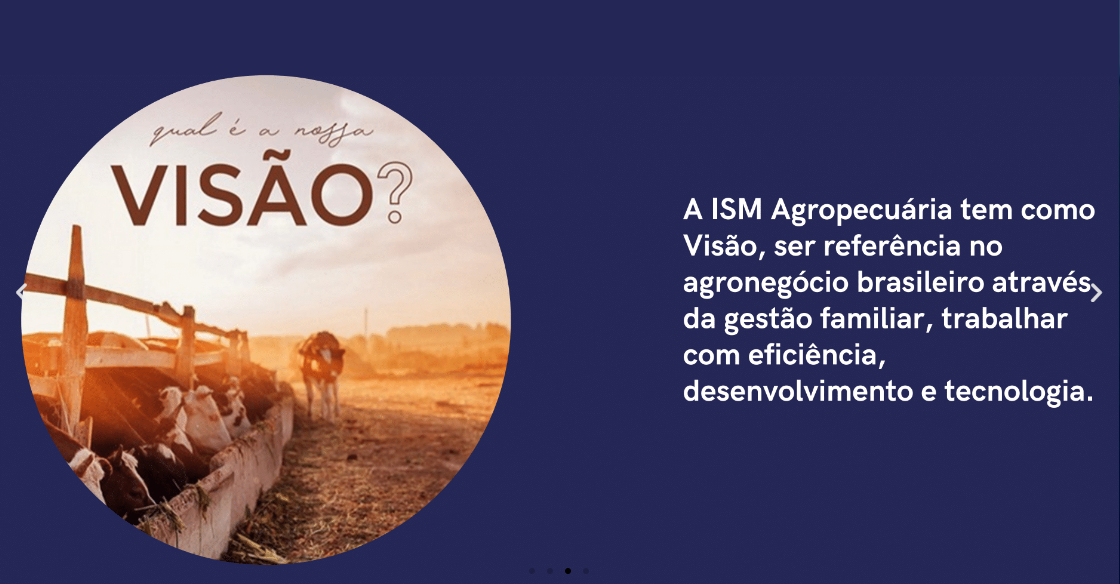 qual é a nossa
VISÃO?
A ISM Agropecuária tem como
Visão, ser referência no
agronegócio brasileiro através
da gestão familiar, trabalhar
com eficiência,
desenvolvimento e tecnologia.